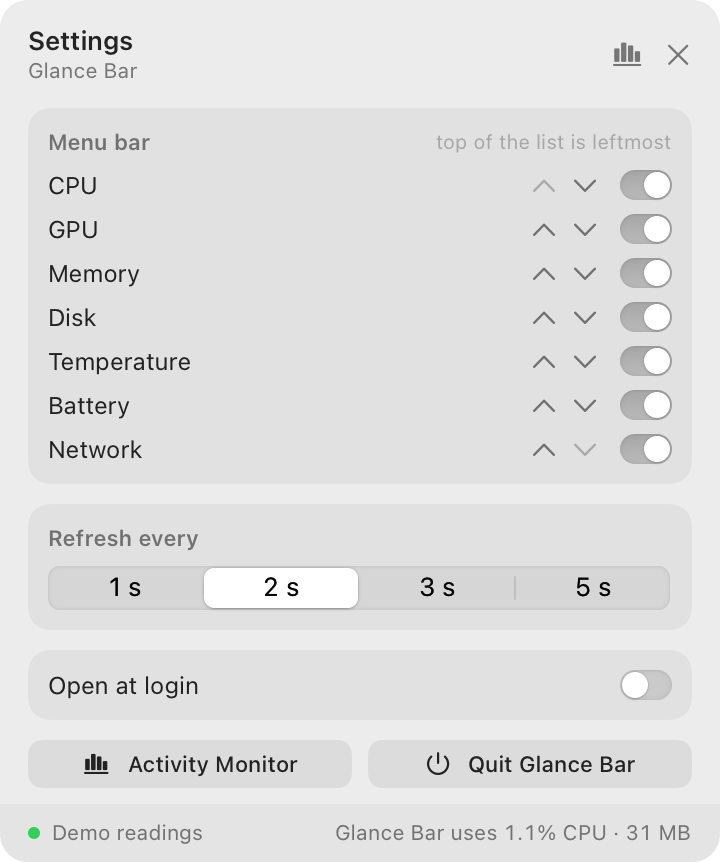 Settings
Glance Bar
Menu bar top of the list is leftmost
CPU
GPU
Memory
Disk
Temperature
Battery
Network
Refresh every
1 s 2 s 3 s 5 s
Open at login
Activity Monitor Quit Glance Bar
Demo readings Glance Bar uses 1.1% CPU · 31 MB